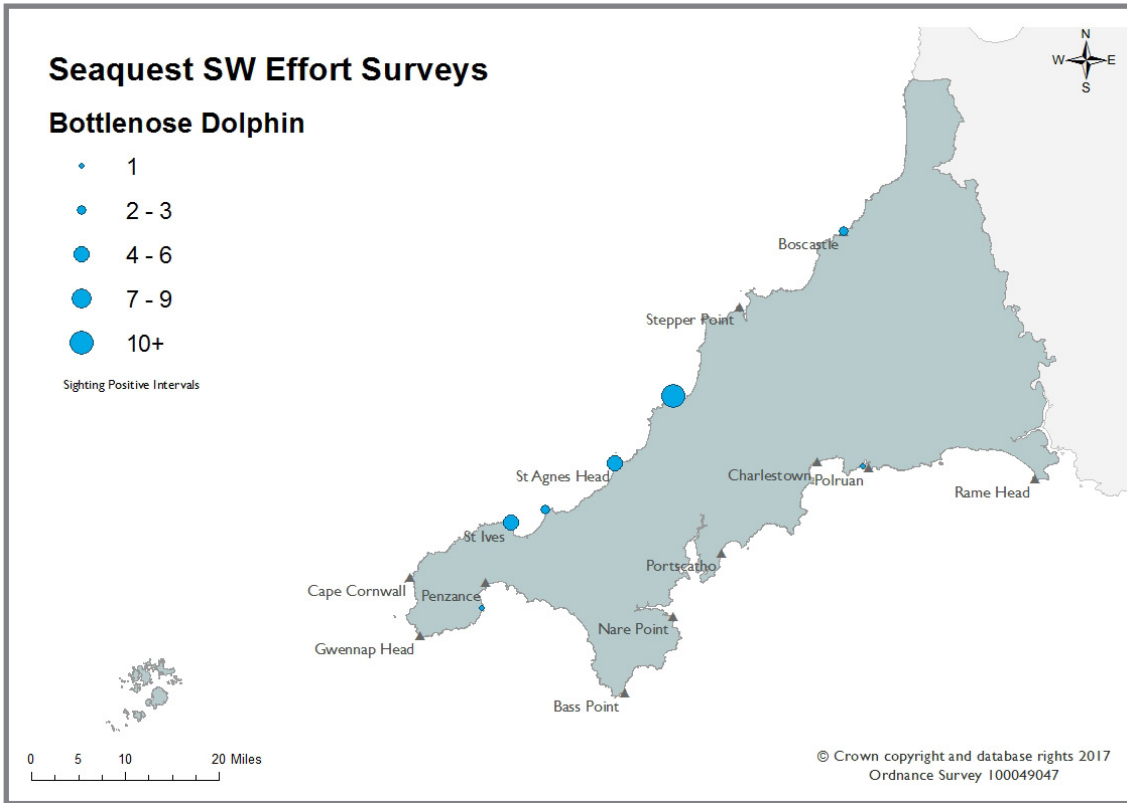 Seaquest SW Effort Surveys
Bottlenose Dolphin
1
2 - 3
4 - 6
7 - 9
10+
Sighting Positive Intervals
N
W E
S
Boscastle
Stepper Point
St Agnes Head
Charlestown
Polruan
Rame Head
St Ives
Portscatho
Cape Cornwall
Penzance
Nare Point
Gwennap Head
Bass Point
0 5 10 20 Miles
© Crown copyright and database rights 2017
Ordnance Survey 100049047